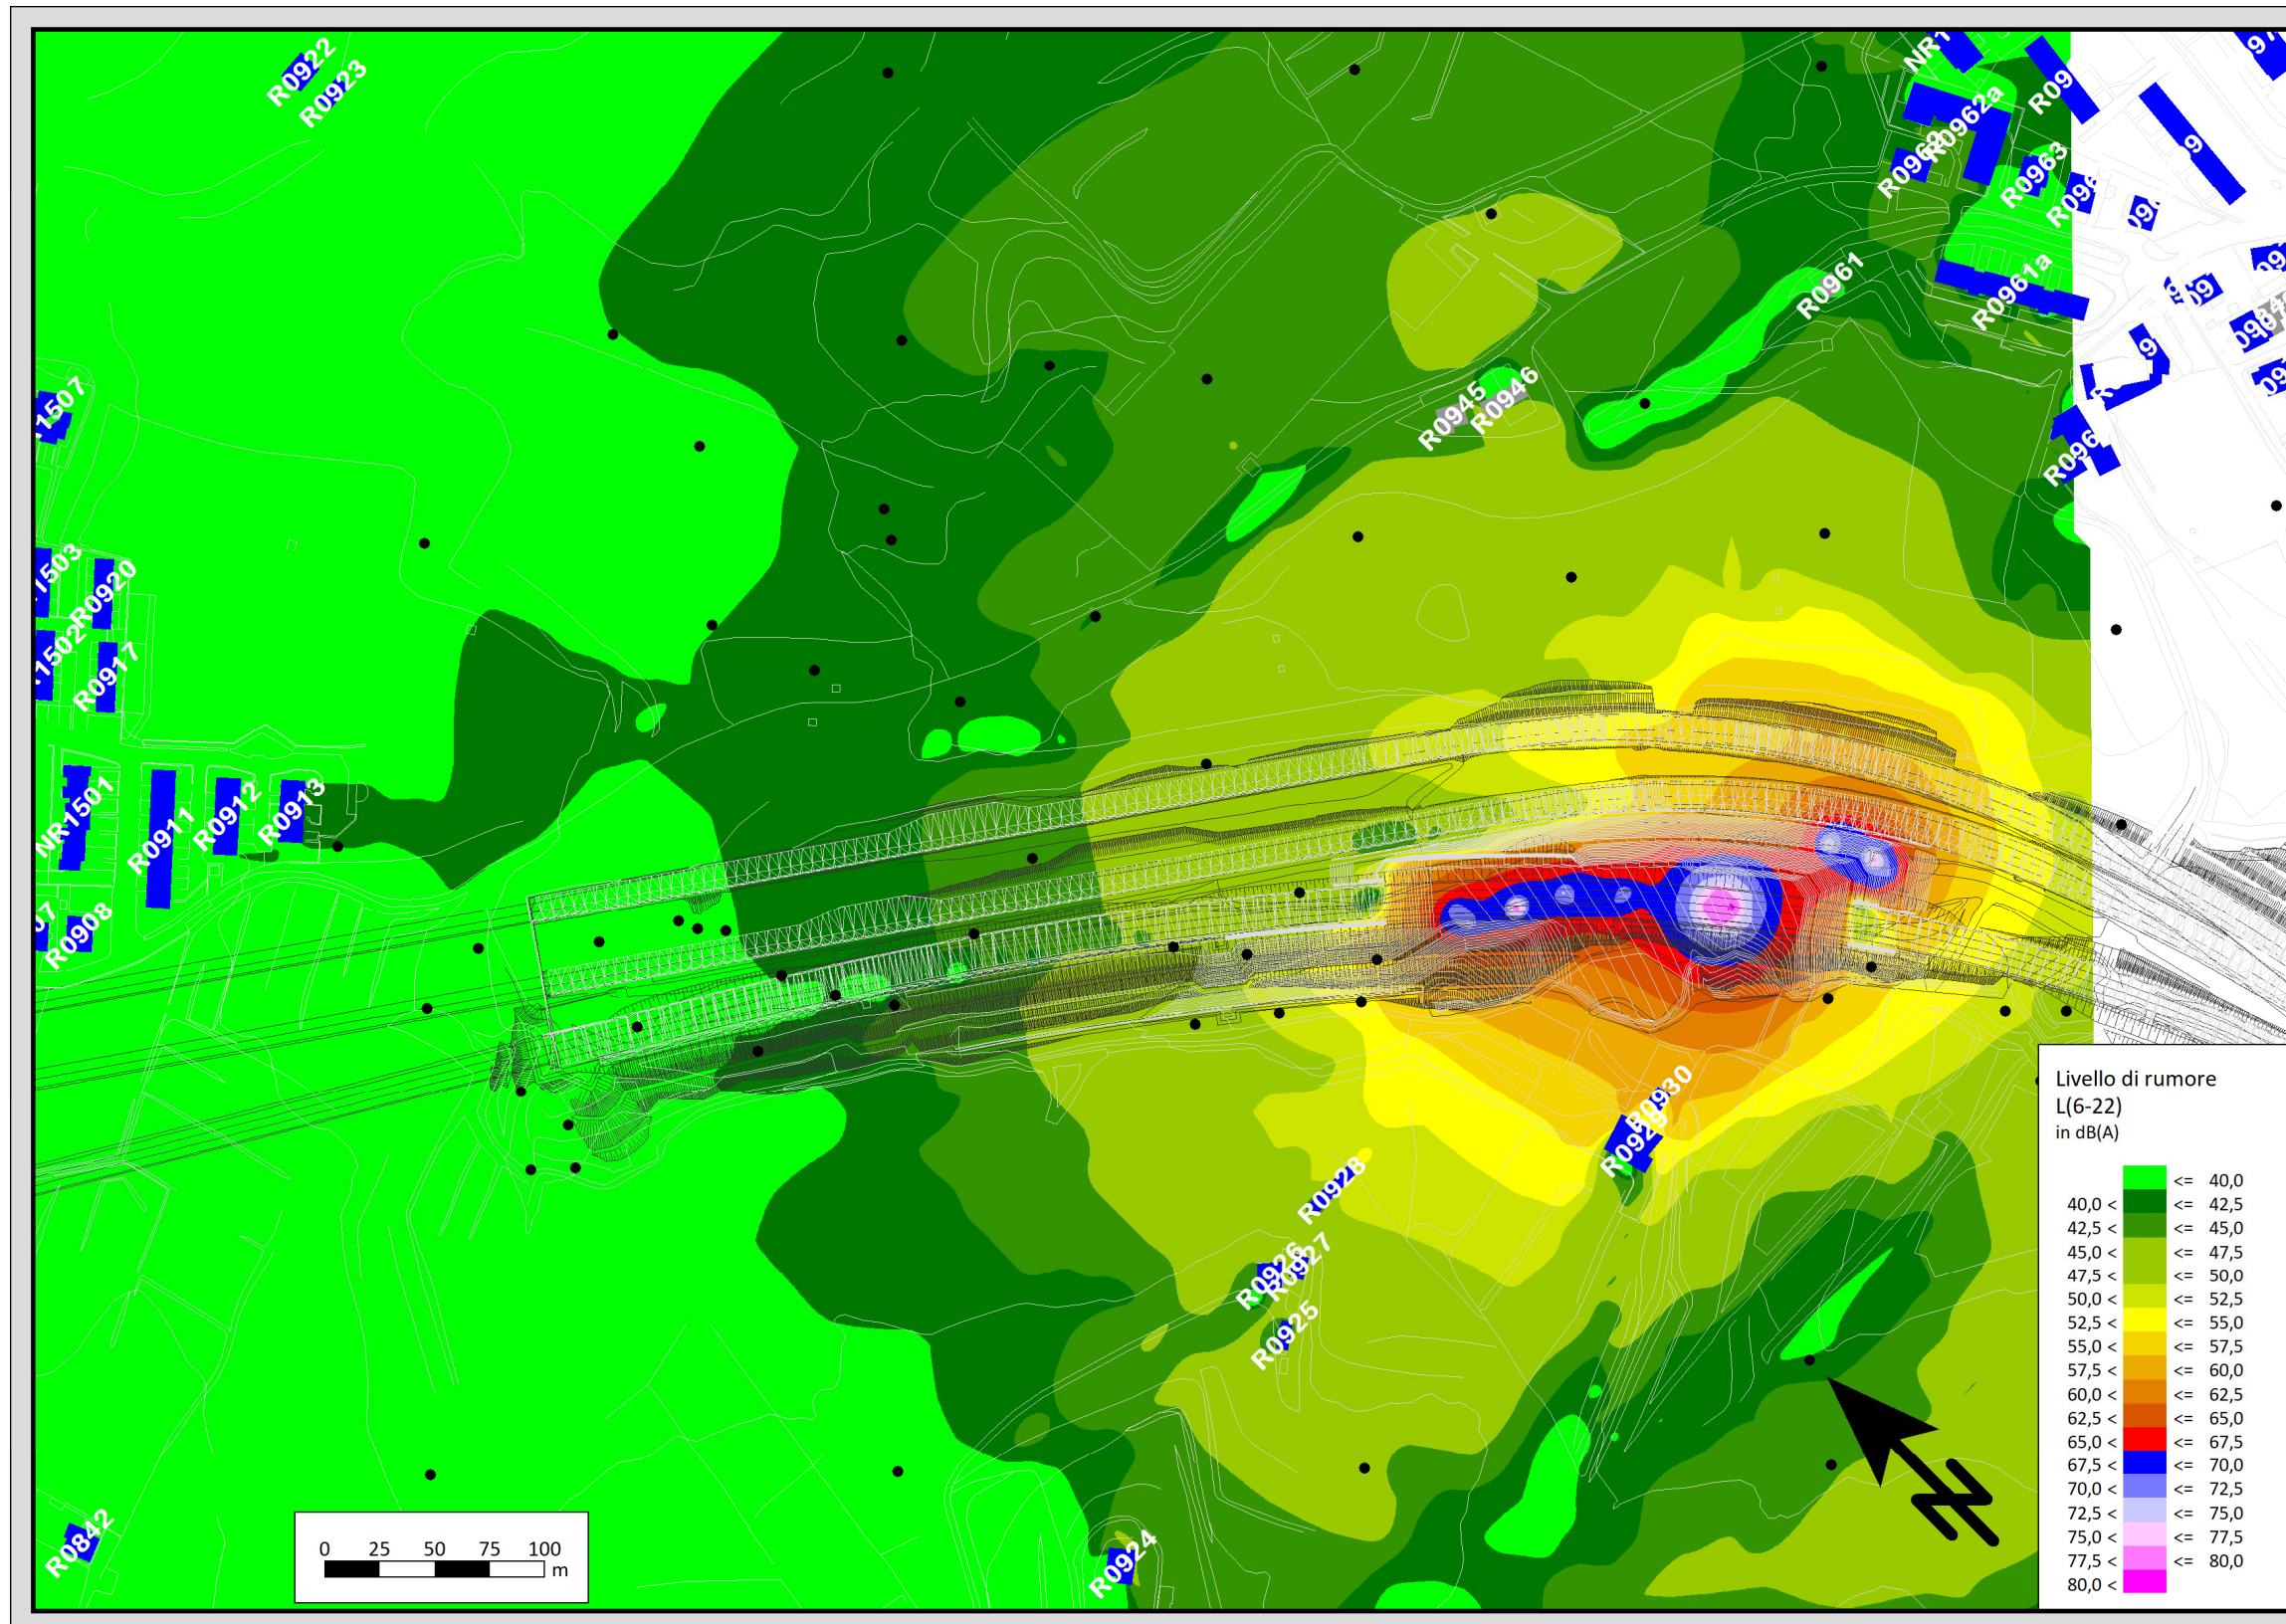 R0922
R0923
NR1
R09
R0962a
R0963
R0961
R0961a
1507
R0945
R0946
1503
R0920
1502
R0917
NR1501
R0911
R0912
R0913
07
R0908
R0930
R0929
R0928
R0926
R0927
R0925
R0924
R0842
0 25 50 75 100
m
Livello di rumore
L(6-22)
in dB(A)
<= 40,0
40,0 < <= 42,5
42,5 < <= 45,0
45,0 < <= 47,5
47,5 < <= 50,0
50,0 < <= 52,5
52,5 < <= 55,0
55,0 < <= 57,5
57,5 < <= 60,0
60,0 < <= 62,5
62,5 < <= 65,0
65,0 < <= 67,5
67,5 < <= 70,0
70,0 < <= 72,5
72,5 < <= 75,0
75,0 < <= 77,5
77,5 < <= 80,0
80,0 <